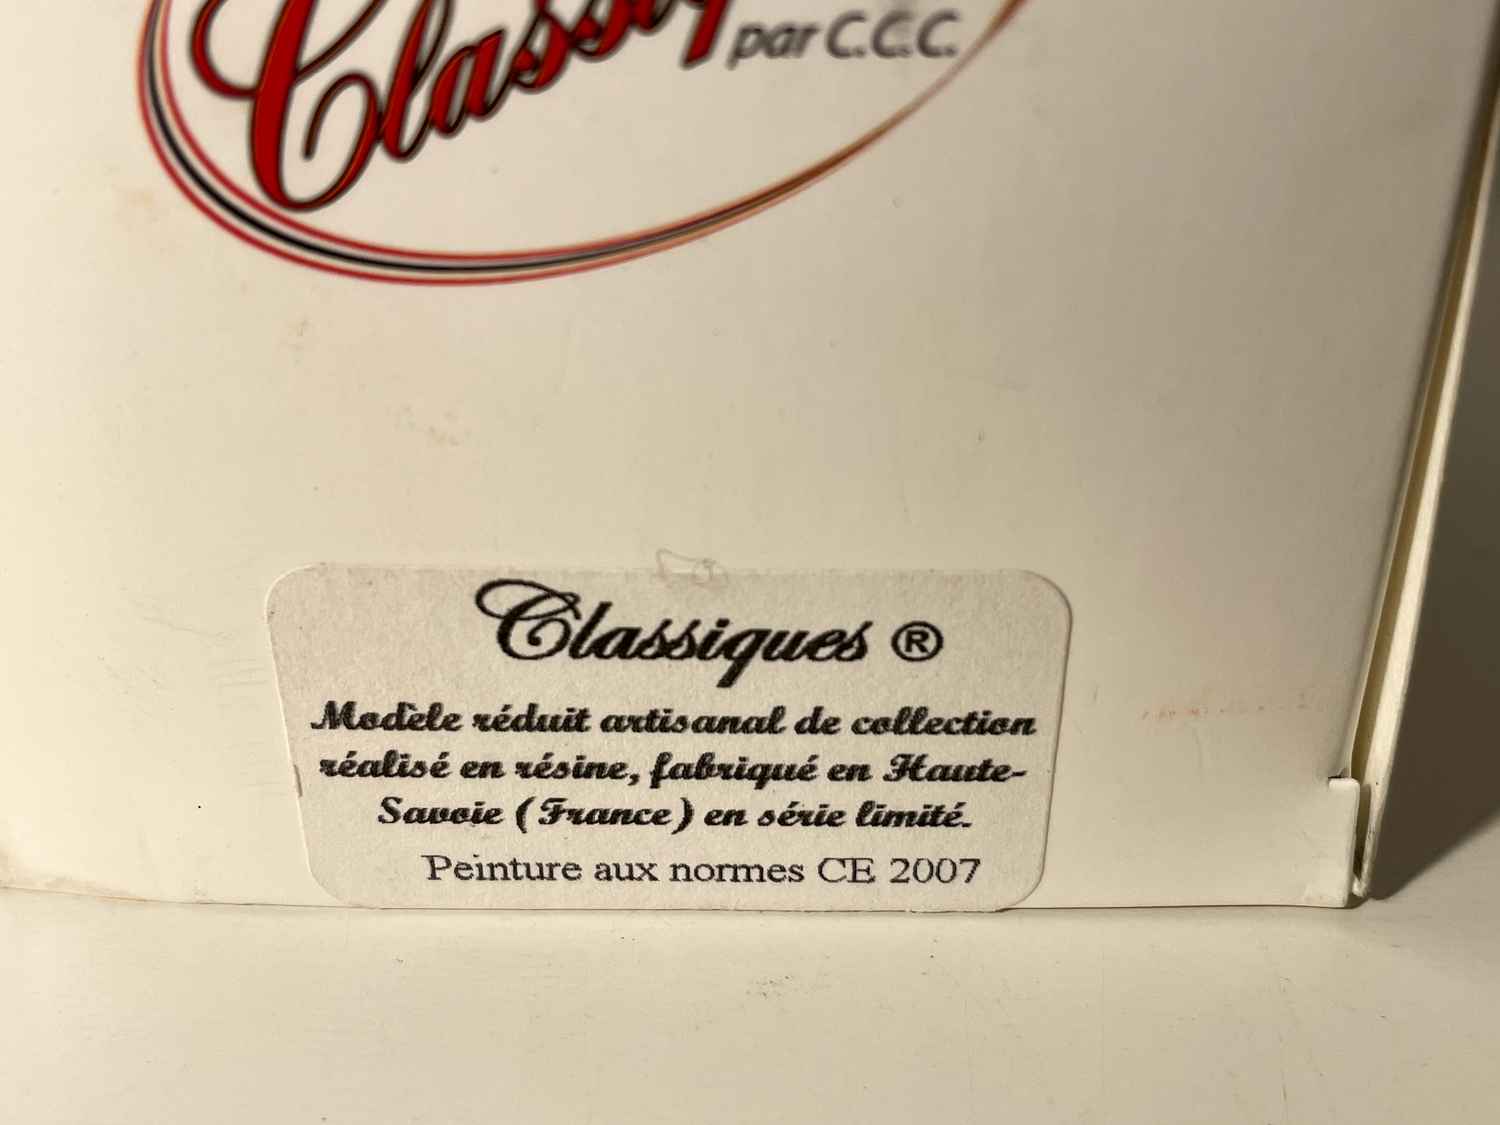 par C.C.C.
Classiques ®
Modèle réduit artisanal de collection
réalisé en résine, fabriqué en Haute-
Savoie (France) en série limité.
Peinture aux normes CE 2007